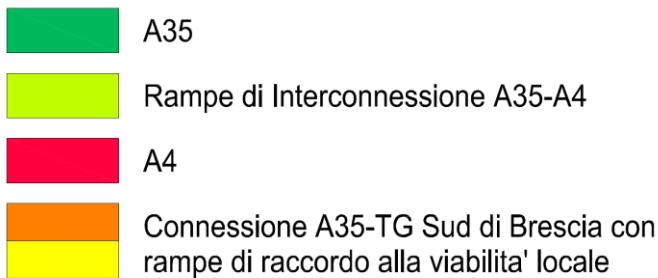 A35
Rampe di Interconnessione A35-A4
A4
Connessione A35-TG Sud di Brescia con
rampe di raccordo alla viabilita' locale